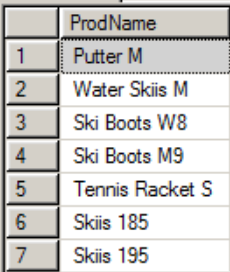 ProdName
1 Putter M
2 Water Skiis M
3 Ski Boots W8
4 Ski Boots M9
5 Tennis Racket S
6 Skiis 185
7 Skiis 195